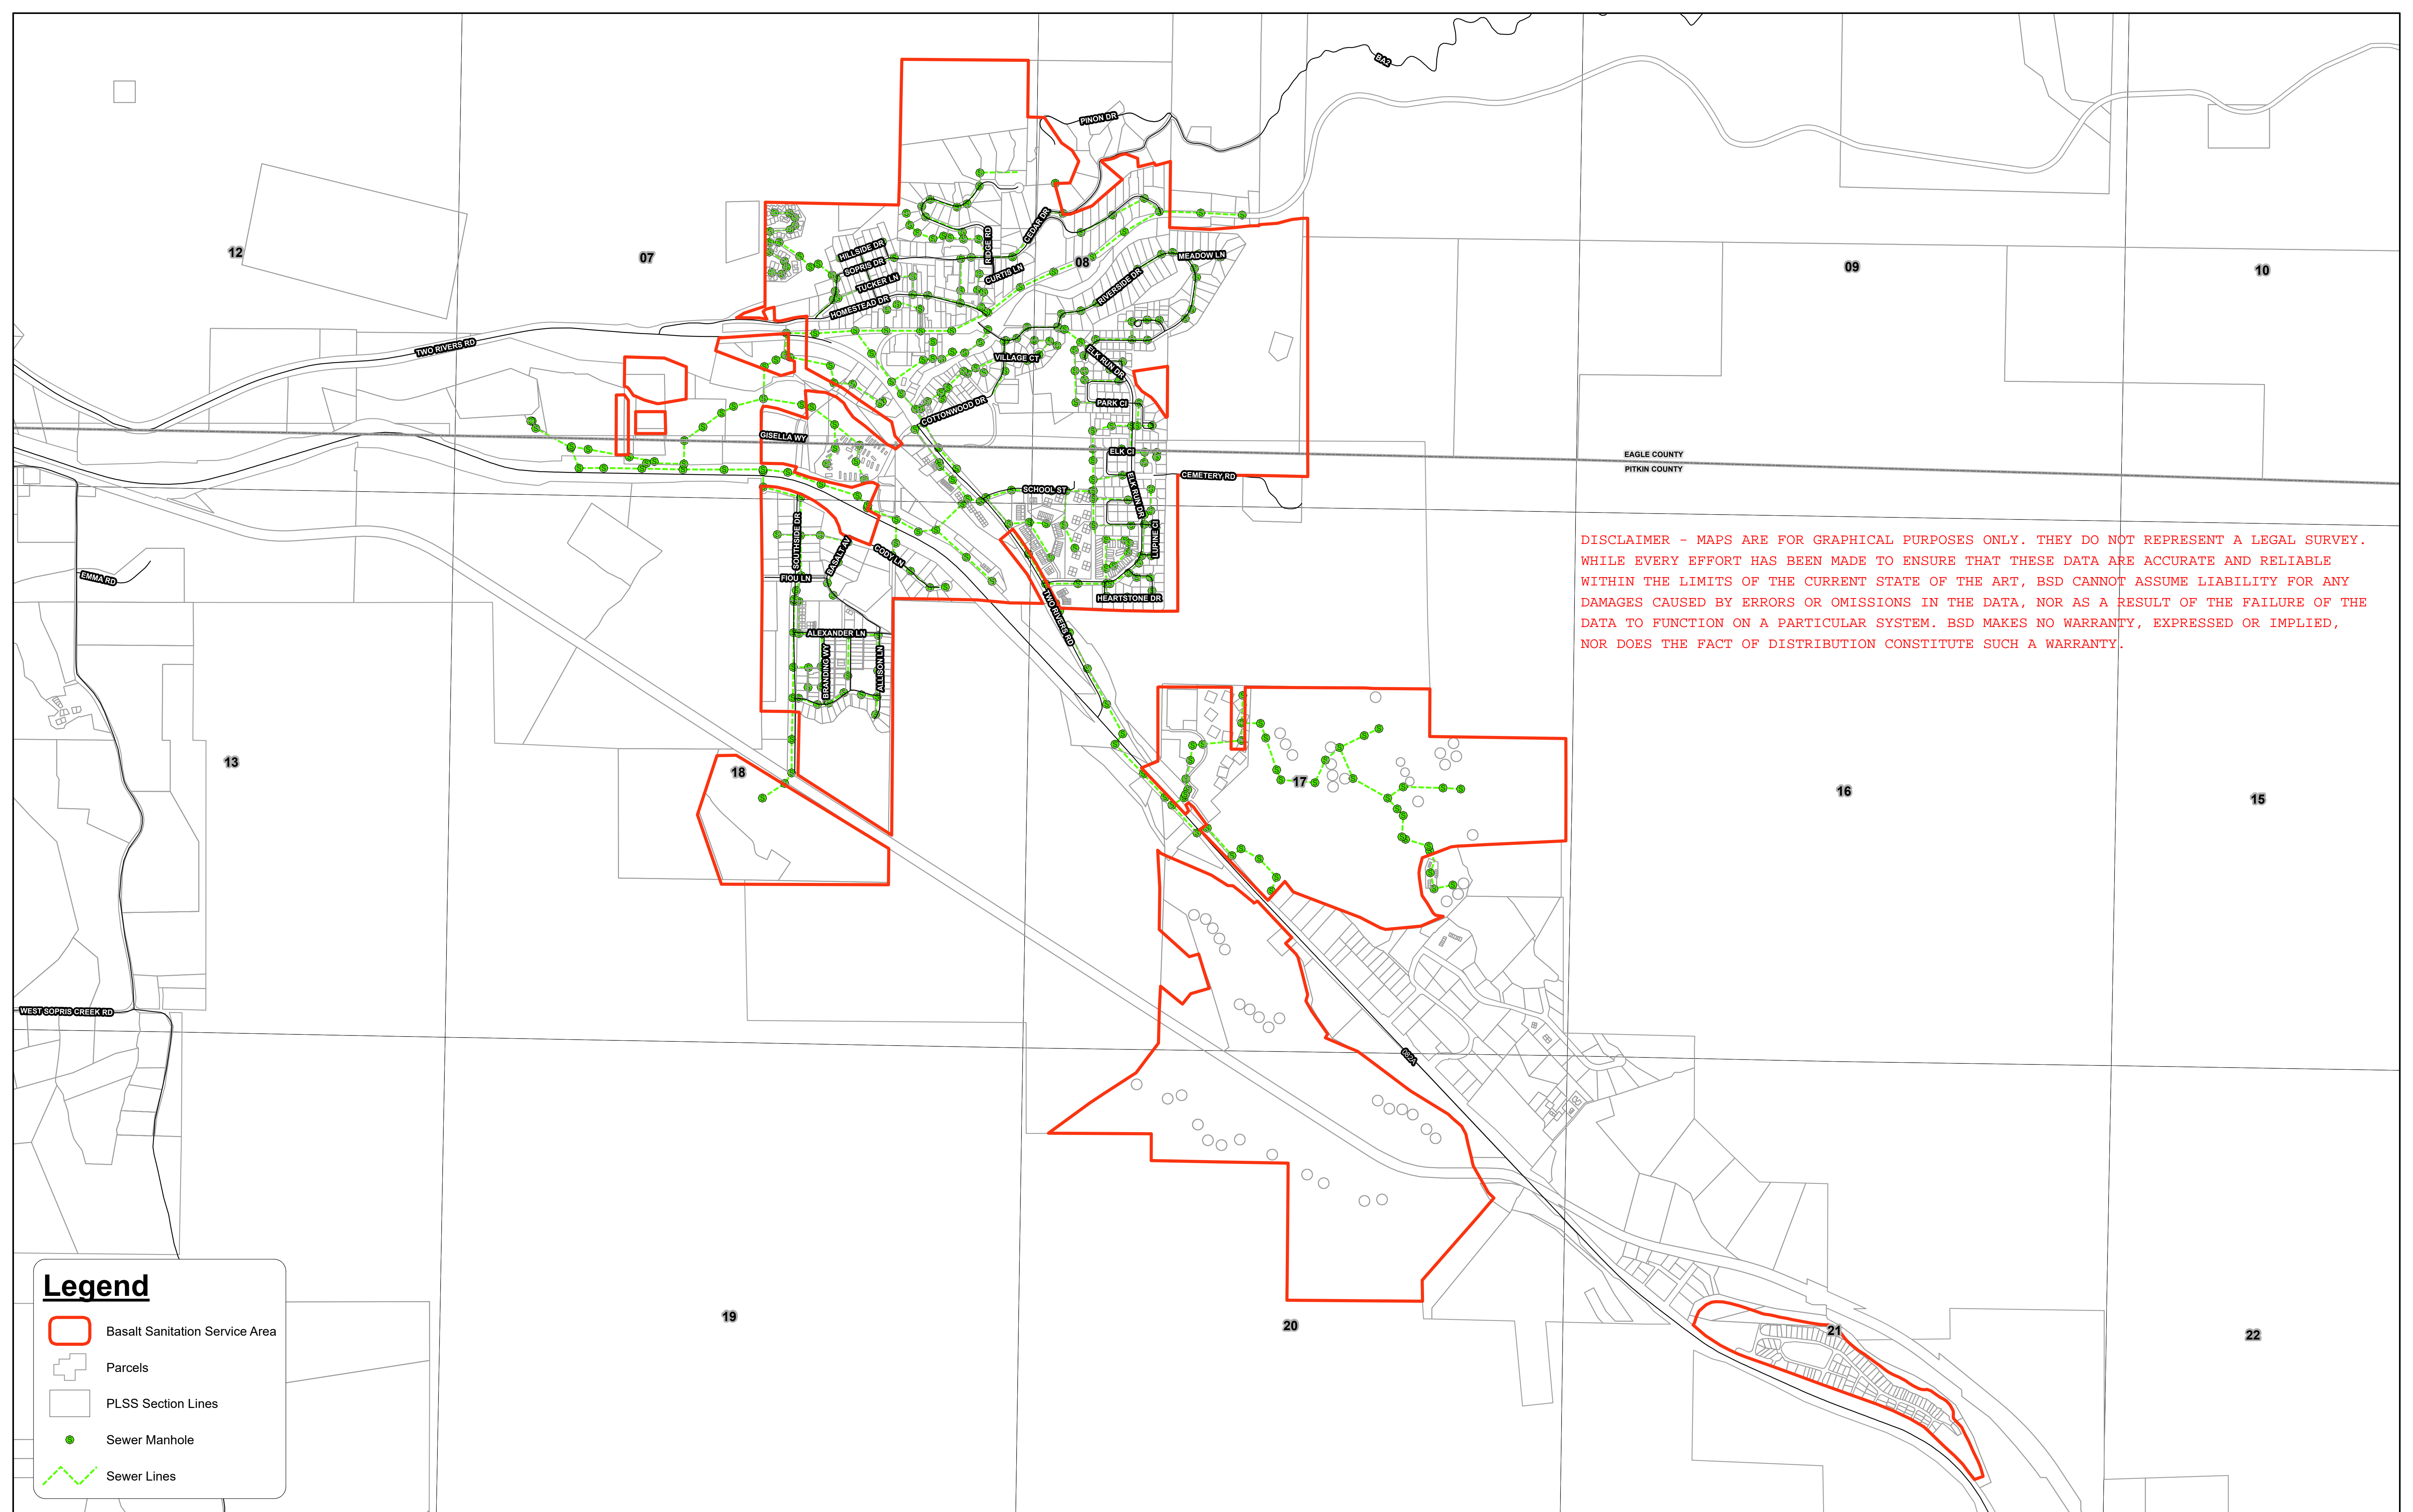 BA2
PINON DR
CEDAR DR
RIDGE RD
HILLSIDE DR
SOPRIS DR
TUCKER LN
HOMESTEAD DR
CURTIS LN
MEADOW LN
RIVERSIDE DR
12
07
08
09
10
TWO RIVERS RD
VILLAGE CT
ELK RUN DR
PARK CI
COTTONWOOD DR
GISELLA WY
ELK CI
EAGLE COUNTY
PITKIN COUNTY
CEMETERY RD
SCHOOL ST
ELK RUN DR
LUPINE CI
SOUTHSIDE DR
BASALT AV
CODY LN
FIOU LN
EMMA RD
HEARTSTONE DR
TWO RIVERS RD
ALEXANDER LN
BRANDING WY
ALLISON LN
DISCLAIMER - MAPS ARE FOR GRAPHICAL PURPOSES ONLY. THEY DO NOT REPRESENT A LEGAL SURVEY.
WHILE EVERY EFFORT HAS BEEN MADE TO ENSURE THAT THESE DATA ARE ACCURATE AND RELIABLE
WITHIN THE LIMITS OF THE CURRENT STATE OF THE ART, BSD CANNOT ASSUME LIABILITY FOR ANY
DAMAGES CAUSED BY ERRORS OR OMISSIONS IN THE DATA, NOR AS A RESULT OF THE FAILURE OF THE
DATA TO FUNCTION ON A PARTICULAR SYSTEM. BSD MAKES NO WARRANTY, EXPRESSED OR IMPLIED,
NOR DOES THE FACT OF DISTRIBUTION CONSTITUTE SUCH A WARRANTY.
13
18
17
16
15
WEST SOPRIS CREEK RD
082A
19
20
21
22
Legend
Basalt Sanitation Service Area
Parcels
PLSS Section Lines
S Sewer Manhole
Sewer Lines